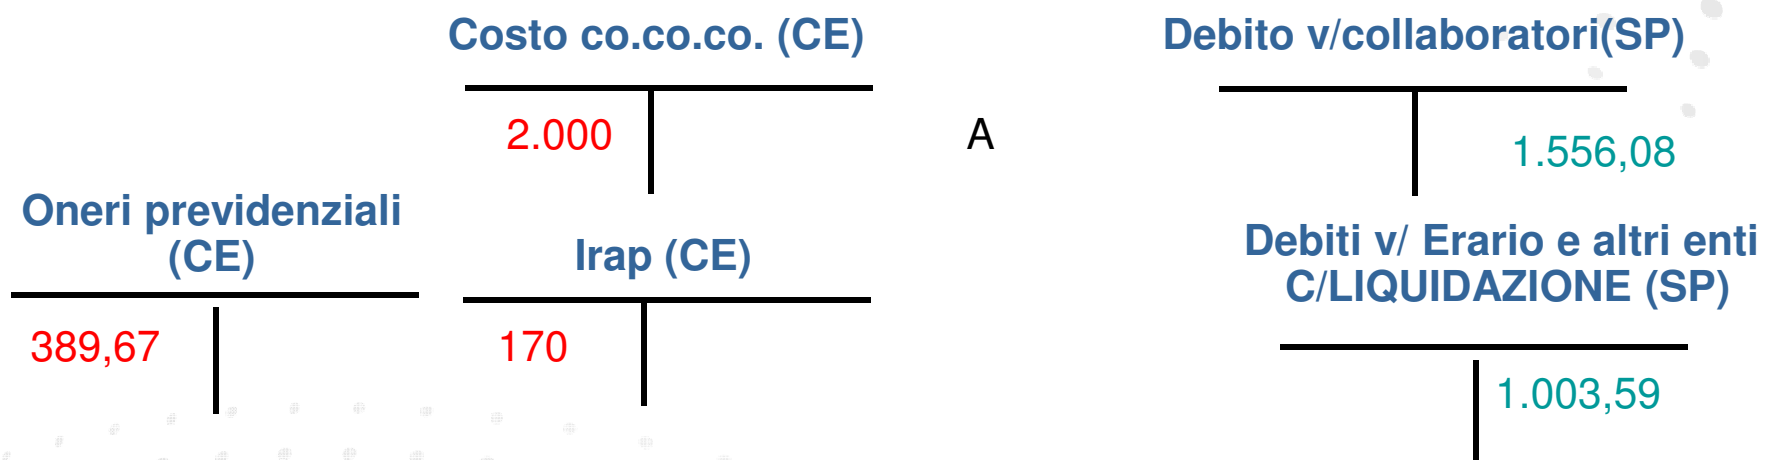 Costo co.co.co. (CE)
Debito v/collaboratori(SP)
2.000
A
1.556,08
Oneri previdenziali
(CE)
Irap (CE)
Debiti v/ Erario e altri enti
C/LIQUIDAZIONE (SP)
389,67
170
1.003,59